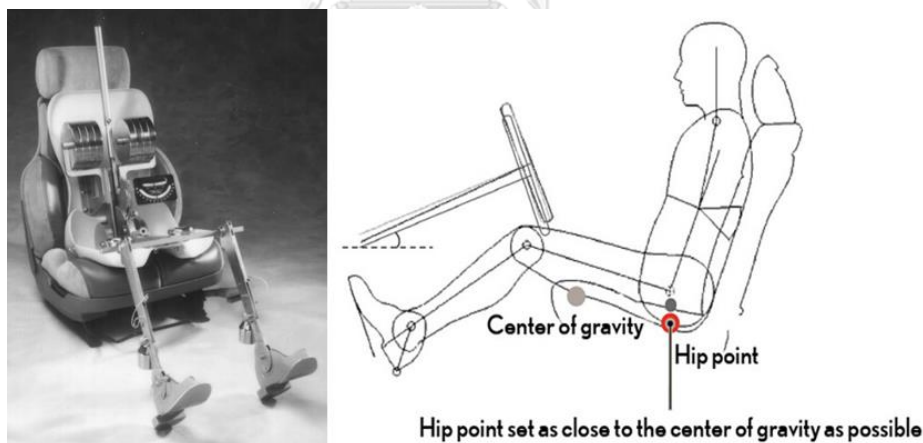 Center of gravity
Hip point
Hip point set as close to the center of gravity as possible